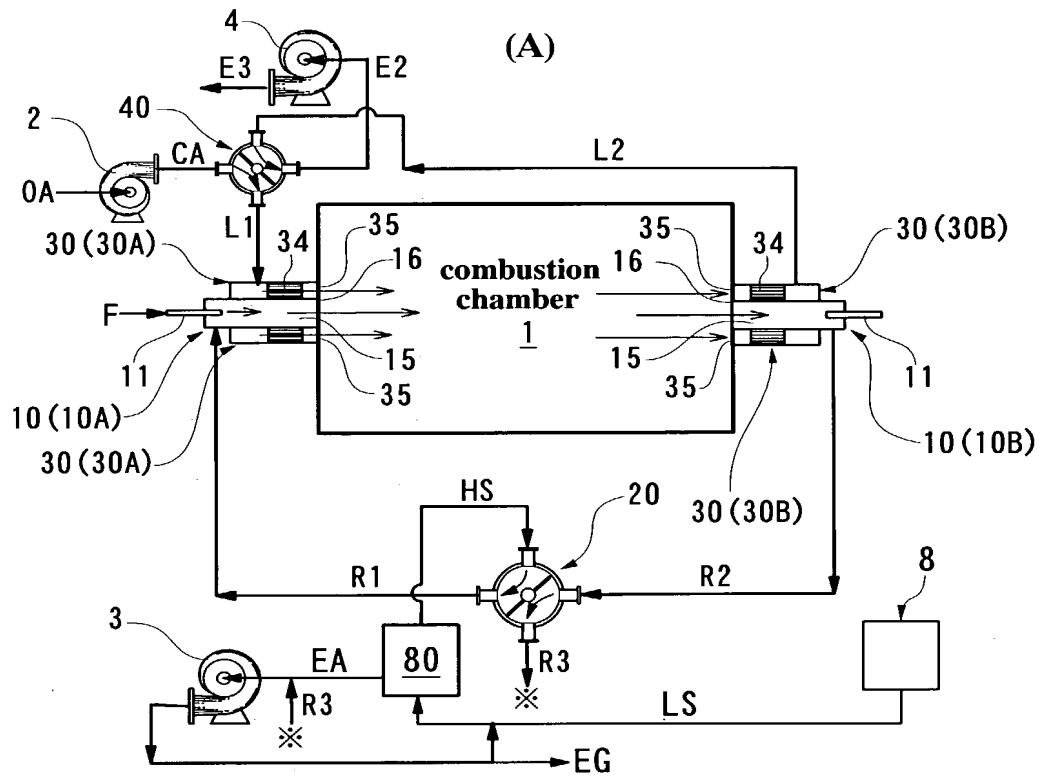 4
(A)
E3
E2
40
2
CA
L2
OA
L1
30(30A)
34
35
16
combustion
chamber
1
35
16
34
30(30B)
F
11
15
35
15
35
11
10(10A)
30(30A)
10(10B)
30(30B)
HS
20
R1
R2
8
3
EA
80
R3
※
R3
※
LS
EG